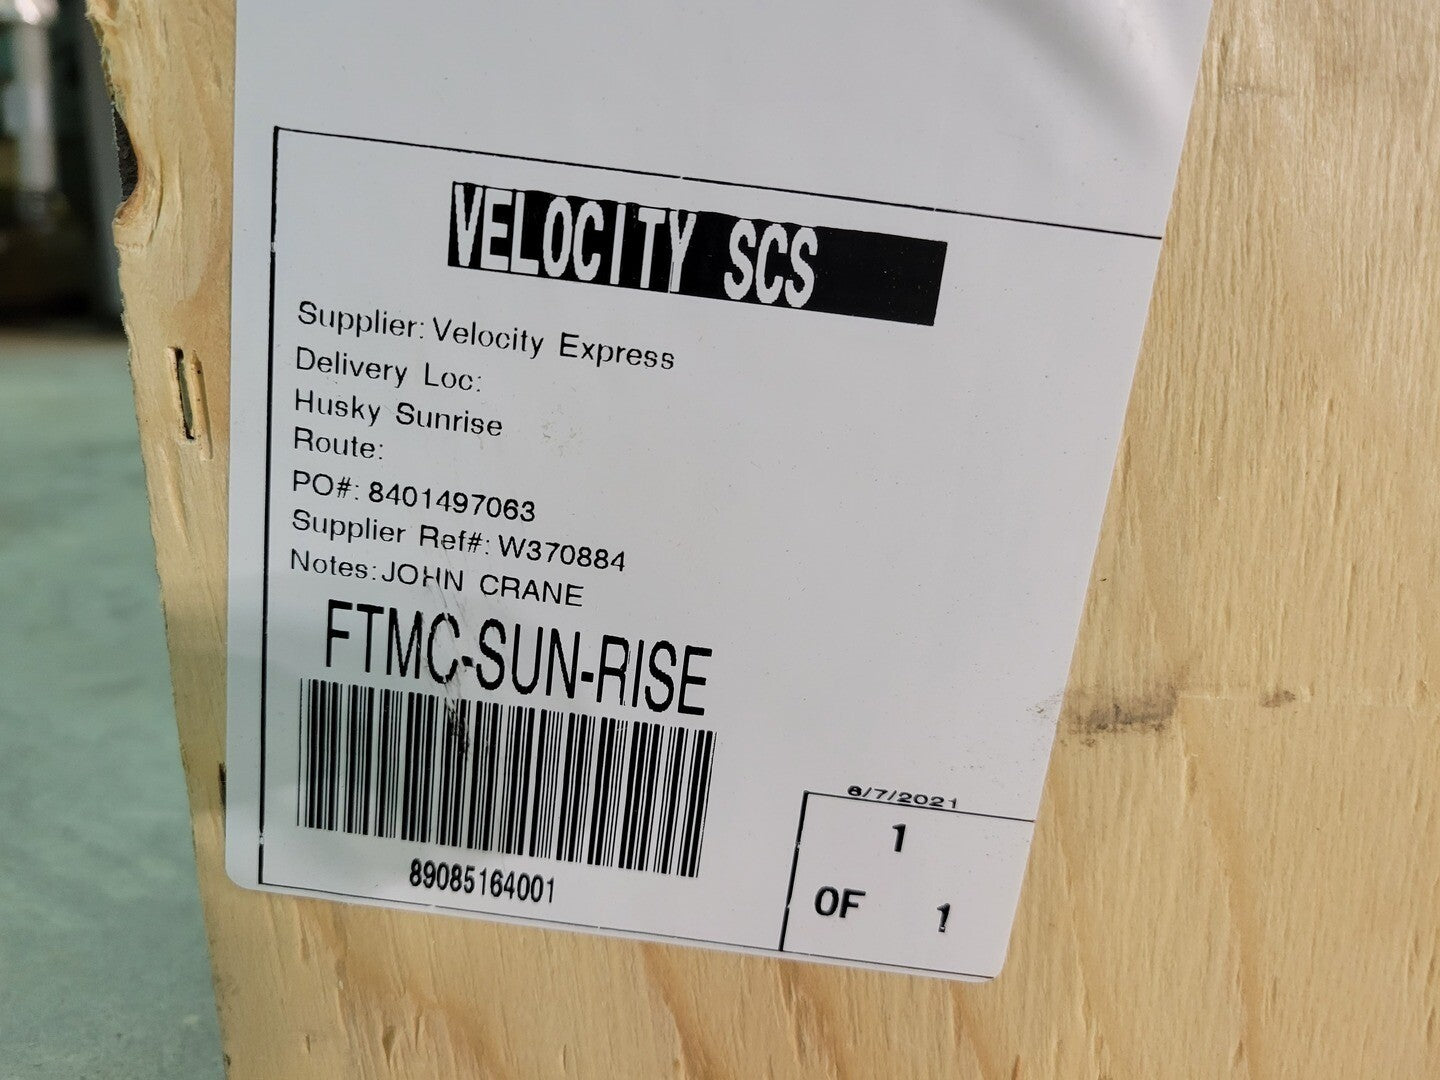 VELOCITY SCS
Supplier: Velocity Express
Delivery Loc:
Husky Sunrise
Route:
PO#: 8401497063
Supplier Ref#: W370884
Notes: JOHN CRANE
FTMC-SUN-RISE
89085164001
6/7/2021
1
OF 1